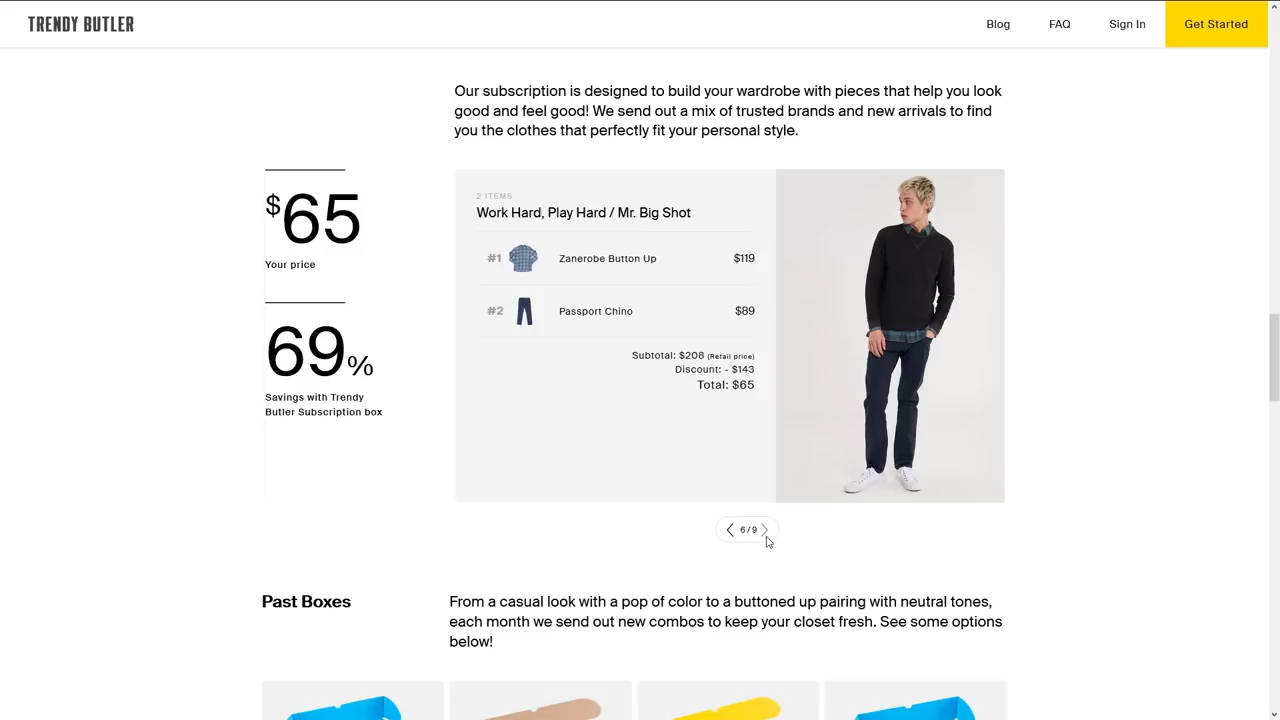 TRENDY BUTLER
Blog
FAQ
Sign In
Get Started
Our subscription is designed to build your wardrobe with pieces that help you look
good and feel good! We send out a mix of trusted brands and new arrivals to find
you the clothes that perfectly fit your personal style.
$65
Your price
69%
Savings with Trendy
Butler Subscription box
2 ITEMS
Work Hard, Play Hard / Mr. Big Shot
#1 Zanerobe Button Up $119
#2 Passport Chino $89
Subtotal: $208 (Retail price)
Discount: - $143
Total: $65
6/9
Past Boxes
From a casual look with a pop of color to a buttoned up pairing with neutral tones,
each month we send out new combos to keep your closet fresh. See some options
below!